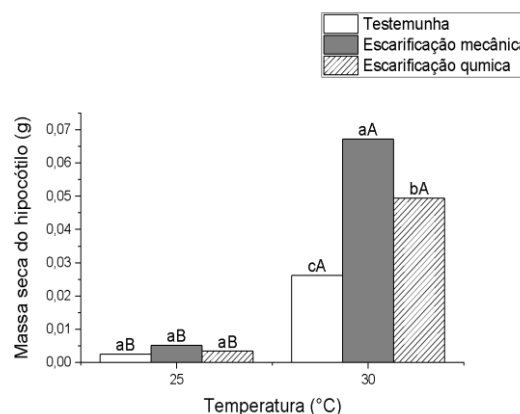 Testemunha
Escarificação mecânica
Escarificação qumica
Massa seca do hipocótilo (g)
0,07
0,06
0,05
0,04
0,03
0,02
0,01
0,00
aB
aB
aB
cA
aA
bA
25
30
Temperatura (°C)